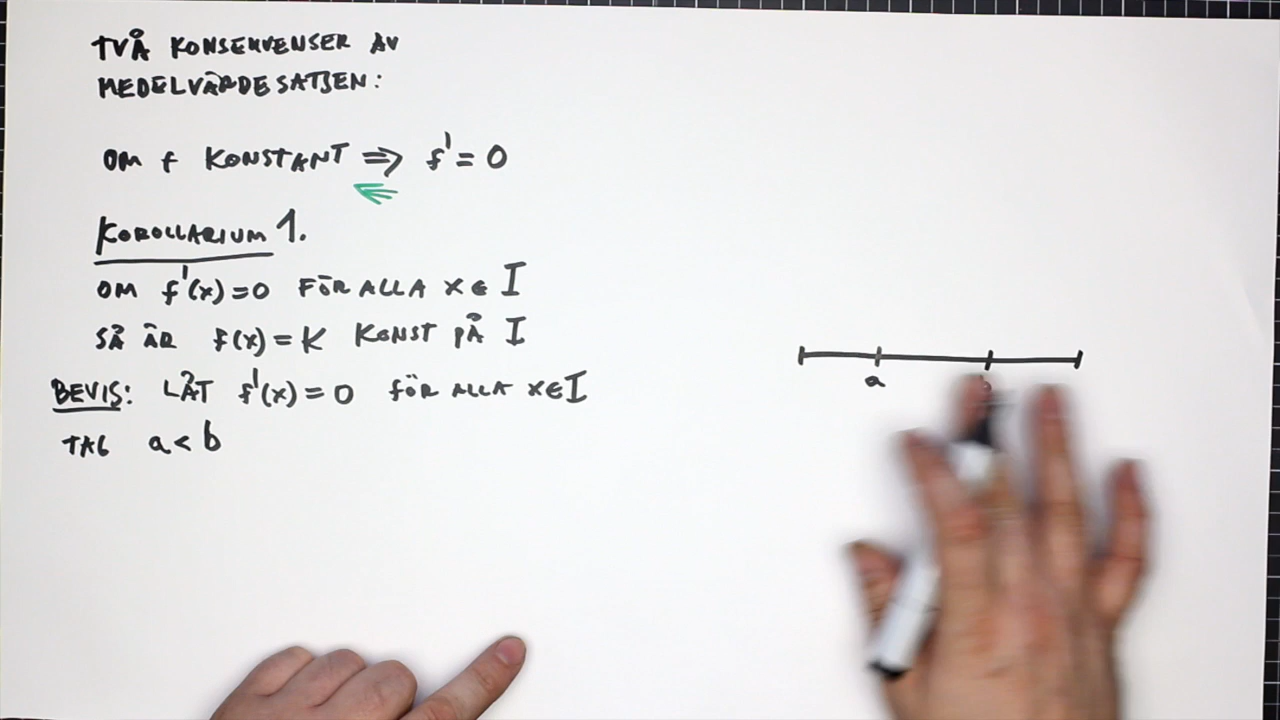 TVÅ KONSEKVENSER AV
MEDELVÄRDESATSEN:
OM f KONSTANT ⇒ f' = 0
⇐
KOROLLARIUM 1.
OM f'(x)=0 FÖR ALLA x ∈ I
SÅ ÄR f(x) = K KONST PÅ I
BEVIS: LÅT f'(x) = 0 FÖR ALLA x∈I
TAG a < b
a